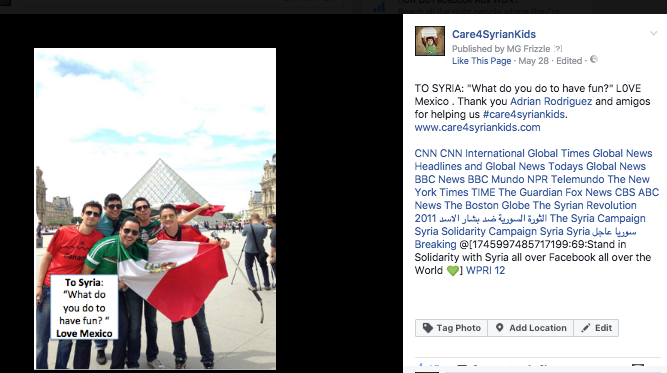 To Syria:
"What do
you do to
have fun? "
Love Mexico
Care4SyrianKids
Published by MG Frizzle [?]
Like This Page · May 28 · Edited ·
TO SYRIA: "What do you do to have fun?" L0VE
Mexico . Thank you Adrian Rodriguez and amigos
for helping us #care4syriankids.
www.care4syriankids.com
CNN CNN International Global Times Global News
Headlines and Global News Todays Global News
BBC News BBC Mundo NPR Telemundo The New
York Times TIME The Guardian Fox News CBS ABC
News The Boston Globe The Syrian Revolution
2011 الثورة السورية ضد بشار الاسد The Syria Campaign
Syria Solidarity Campaign Syria Syria سوريا عاجل
Breaking @[1745997485717199:69:Stand in
Solidarity with Syria all over Facebook all over the
World 💚] WPRI 12
Tag Photo Add Location Edit